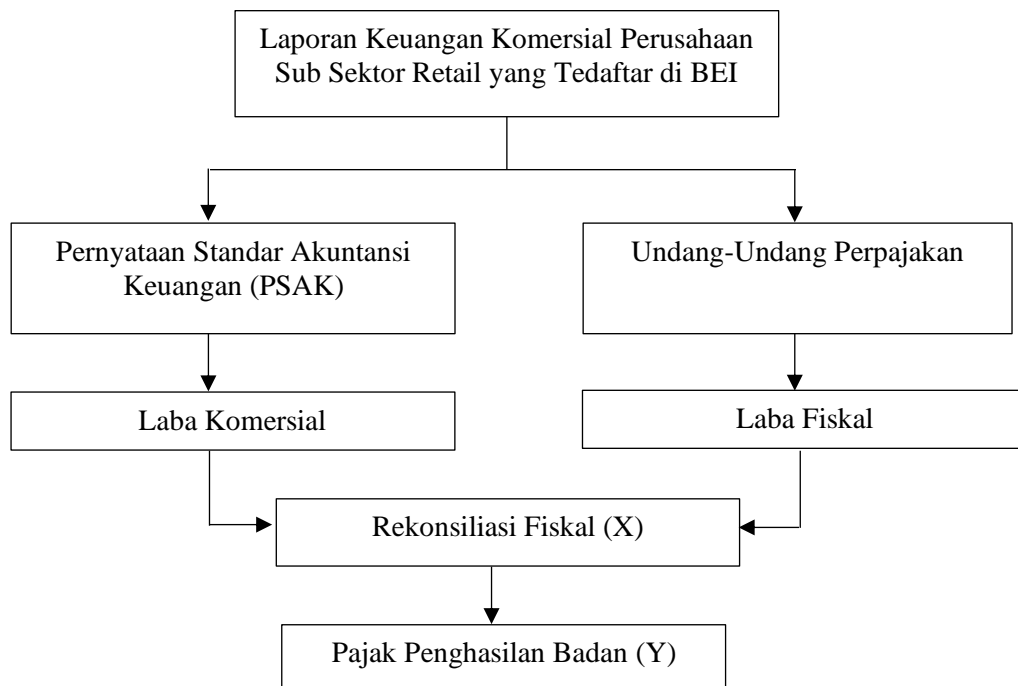 Laporan Keuangan Komersial Perusahaan
Sub Sektor Retail yang Tedaftar di BEI
Pernyataan Standar Akuntansi
Keuangan (PSAK)
Undang-Undang Perpajakan
Laba Komersial
Laba Fiskal
Rekonsiliasi Fiskal (X)
Pajak Penghasilan Badan (Y)